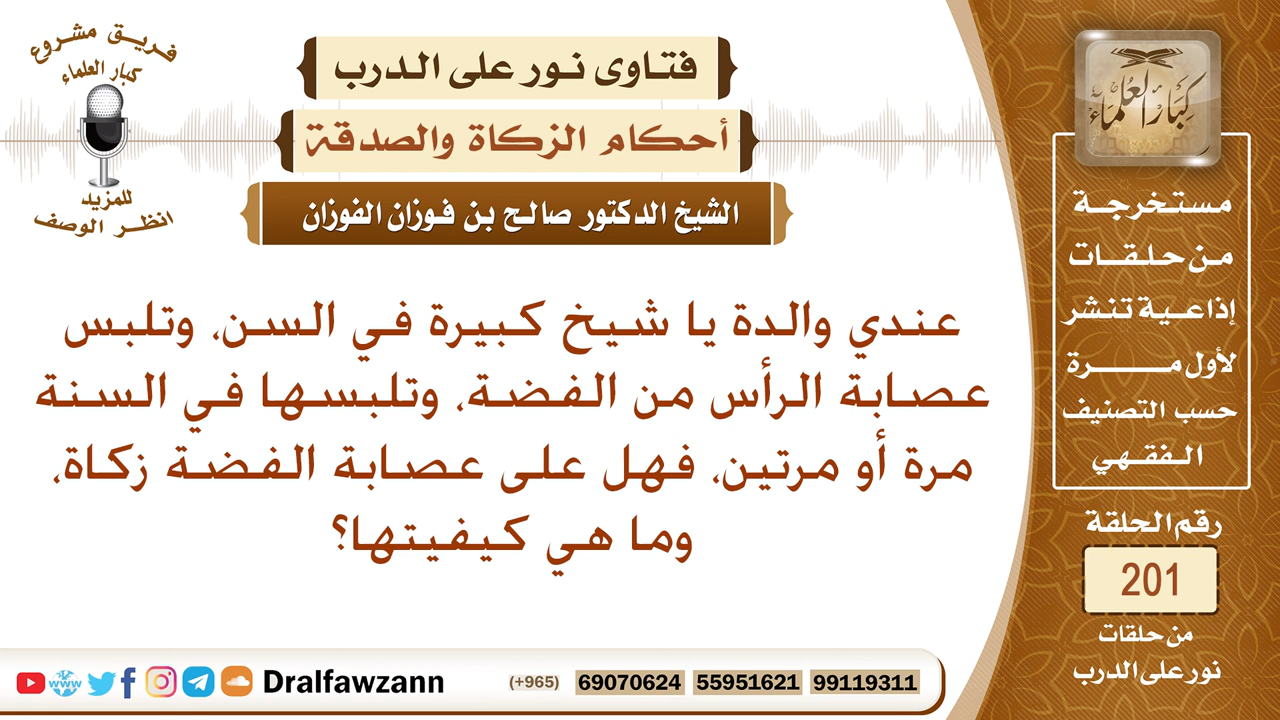 فريق مشروع
كبار العلماء
للمزيد
انظر الوصف
فتاوى نور على الدرب
أحكام الزكاة والصدقة
الشيخ الدكتور صالح بن فوزان الفوزان
عندي والدة يا شيخ كبيرة في السن، وتلبس
عصابة الرأس من الفضة، وتلبسها في السنة
مرة أو مرتين، فهل على عصابة الفضة زكاة،
وما هي كيفيتها؟
كبار العلماء
مستخرجة
من حلقات
إذاعية تنشر
لأول مرة
حسب التصنيف
الفقهي
رقم الحلقة
201
من حلقات
نور على الدرب
www
Dralfawzann
(+965) 69070624 55951621 99119311